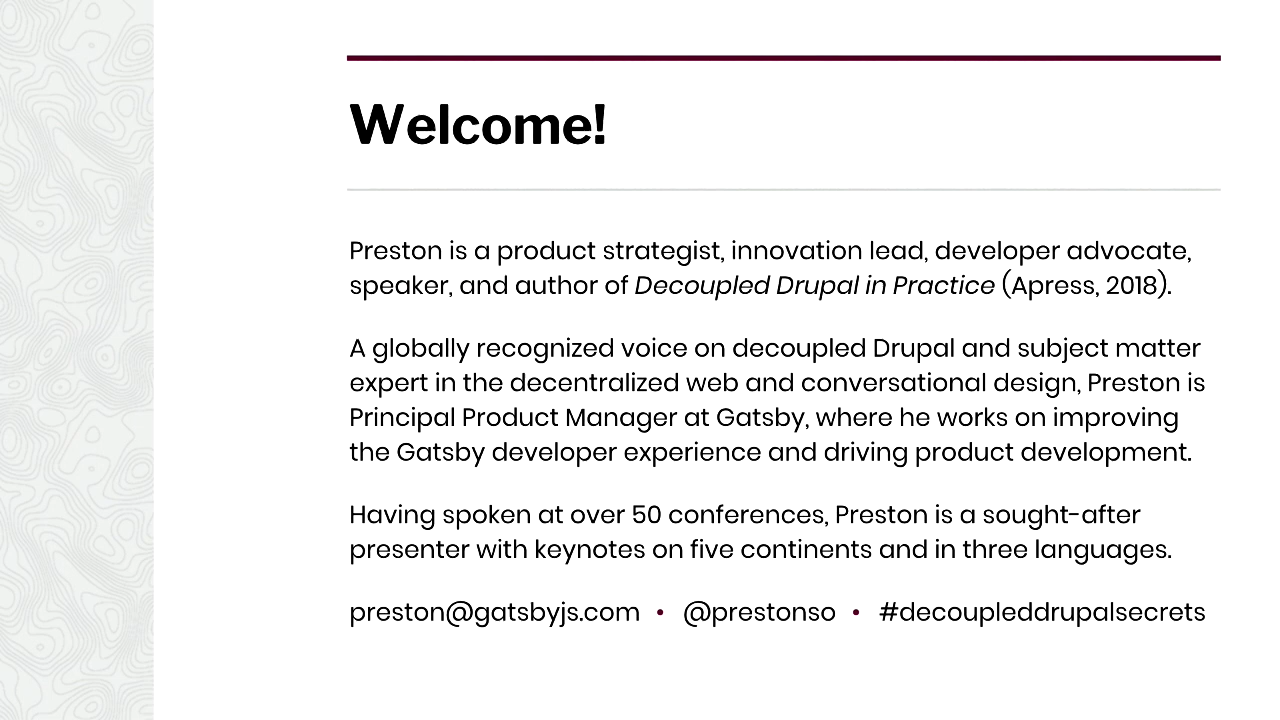 Welcome!
Preston is a product strategist, innovation lead, developer advocate,
speaker, and author of Decoupled Drupal in Practice (Apress, 2018).
A globally recognized voice on decoupled Drupal and subject matter
expert in the decentralized web and conversational design, Preston is
Principal Product Manager at Gatsby, where he works on improving
the Gatsby developer experience and driving product development.
Having spoken at over 50 conferences, Preston is a sought-after
presenter with keynotes on five continents and in three languages.
preston@gatsbyjs.com • @prestonso • #decoupleddrupalsecrets